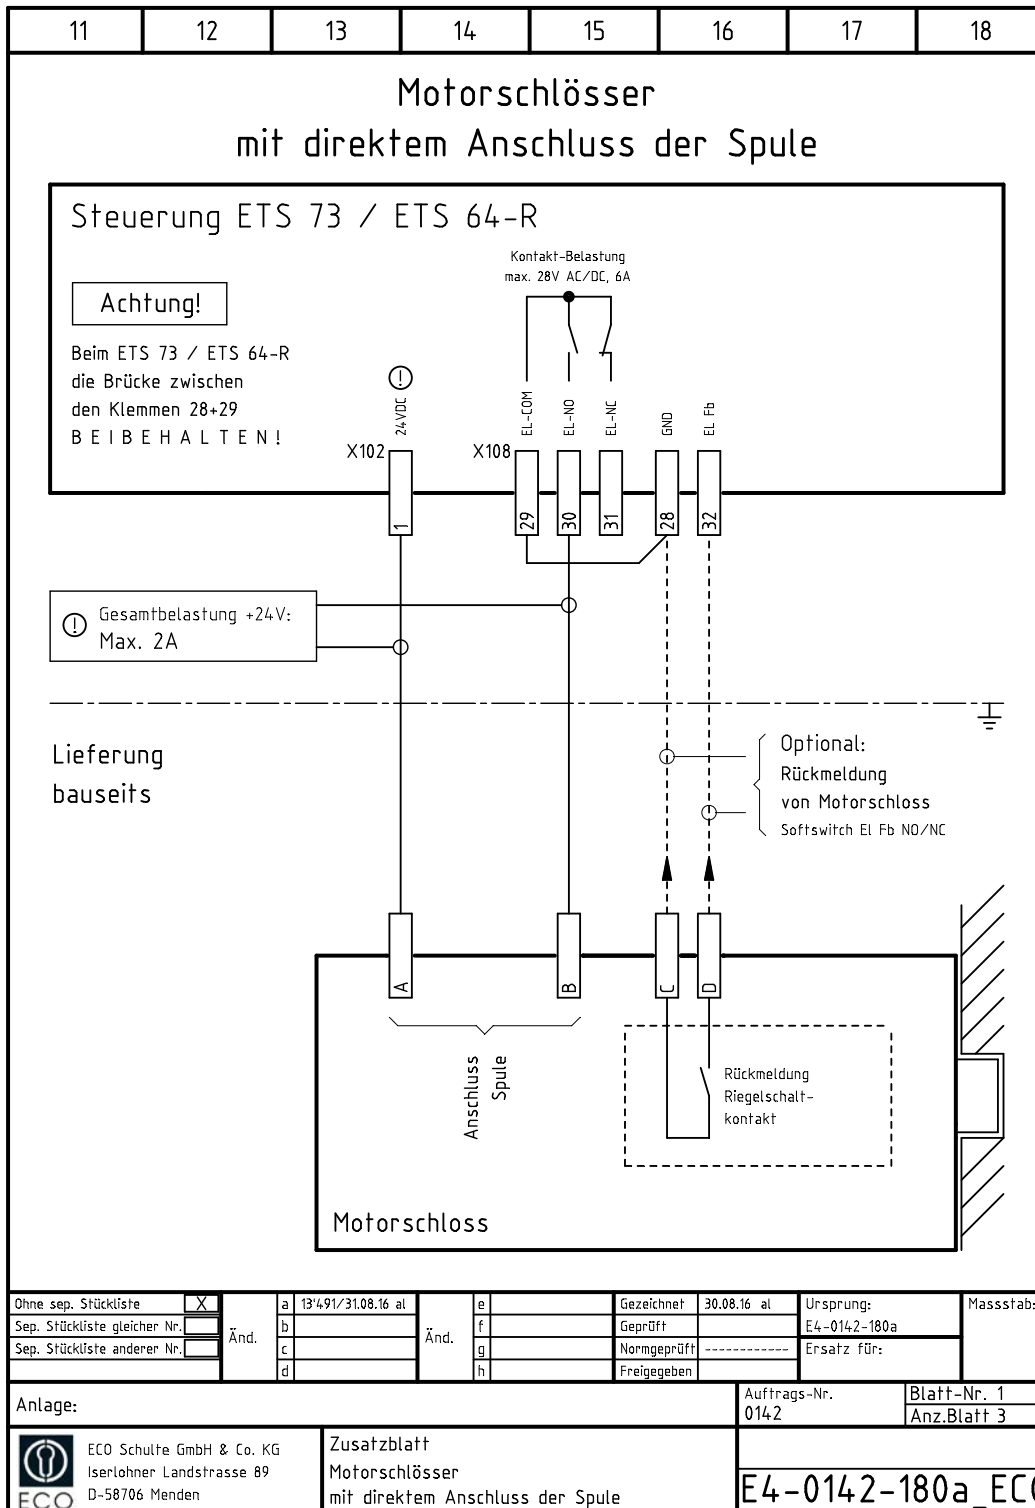 11 12 13 14 15 16 17 18
Motorschlösser
mit direktem Anschluss der Spule
Steuerung ETS 73 / ETS 64-R
Kontakt-Belastung
max. 28V AC/DC, 6A
Achtung!
Beim ETS 73 / ETS 64-R
die Brücke zwischen
den Klemmen 28+29
BEIBEHALTEN!
24VDC
EL-COM
EL-NO
EL-NC
GND
EL Fb
X102
X108
1
29
30
31
28
32
Gesamtbelastung +24V:
Max. 2A
Lieferung
bauseits
Optional:
Rückmeldung
von Motorschloss
Softswitch El Fb NO/NC
A
B
C
D
Anschluss
Spule
Rückmeldung
Riegelschalt-
kontakt
Motorschloss
Ohne sep. Stückliste X
Sep. Stückliste gleicher Nr.
Sep. Stückliste anderer Nr.
Änd.
a 13'491/31.08.16 al
b
c
d
Änd.
e
f
g
h
Gezeichnet 30.08.16 al
Geprüft
Normgeprüft ------------
Freigegeben
Ursprung:
E4-0142-180a
Ersatz für:
Massstab:
Anlage:
Auftrags-Nr.
0142
Blatt-Nr. 1
Anz.Blatt 3
ECO
ECO Schulte GmbH & Co. KG
Iserlohner Landstrasse 89
D-58706 Menden
Zusatzblatt
Motorschlösser
mit direktem Anschluss der Spule
E4-0142-180a_ECO